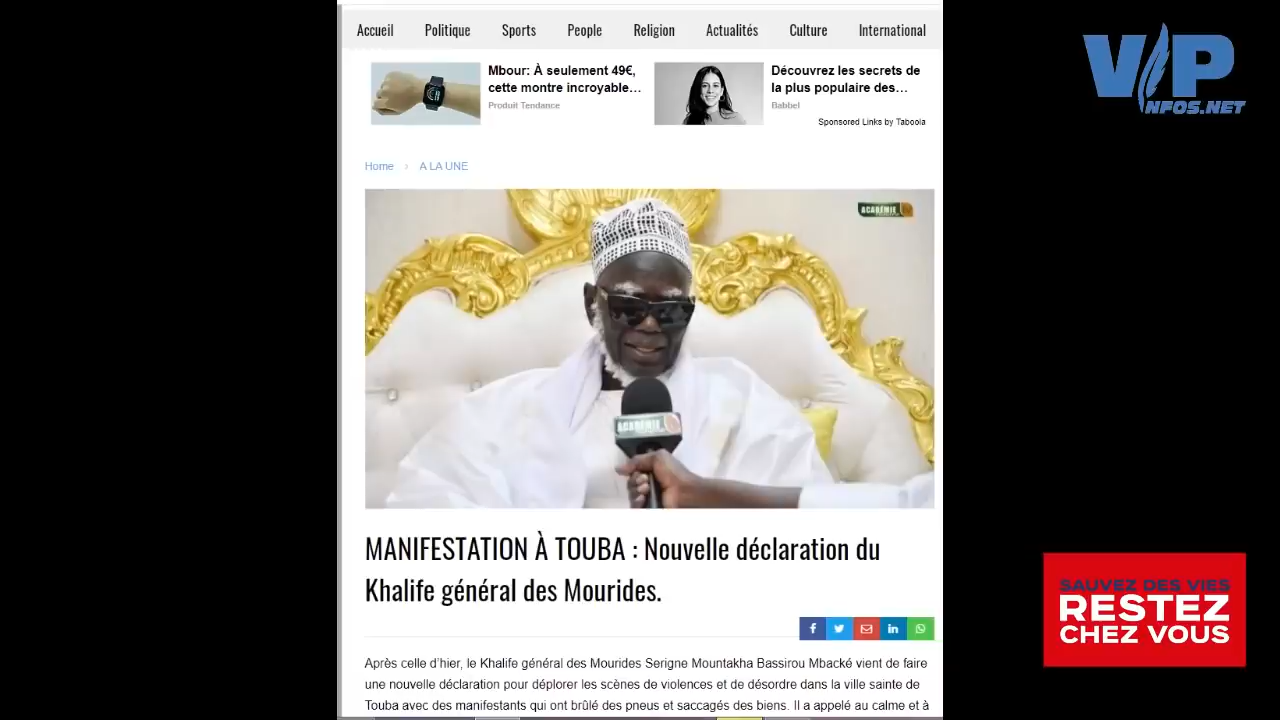 Accueil Politique Sports People Religion Actualités Culture International
VIP
NFOS.NET
Mbour: À seulement 49€,
cette montre incroyable…
Produit Tendance
Découvrez les secrets de
la plus populaire des…
Babbel
Sponsored Links by Taboola
Home › A LA UNE
ACADÉMIE
ACADÉMIE
MANIFESTATION À TOUBA : Nouvelle déclaration du
Khalife général des Mourides.
SAUVEZ DES VIES
RESTEZ
CHEZ VOUS
Après celle d’hier, le Khalife général des Mourides Serigne Mountakha Bassirou Mbacké vient de faire
une nouvelle déclaration pour déplorer les scènes de violences et de désordre dans la ville sainte de
Touba avec des manifestants qui ont brûlé des pneus et saccagés des biens. Il a appelé au calme et à